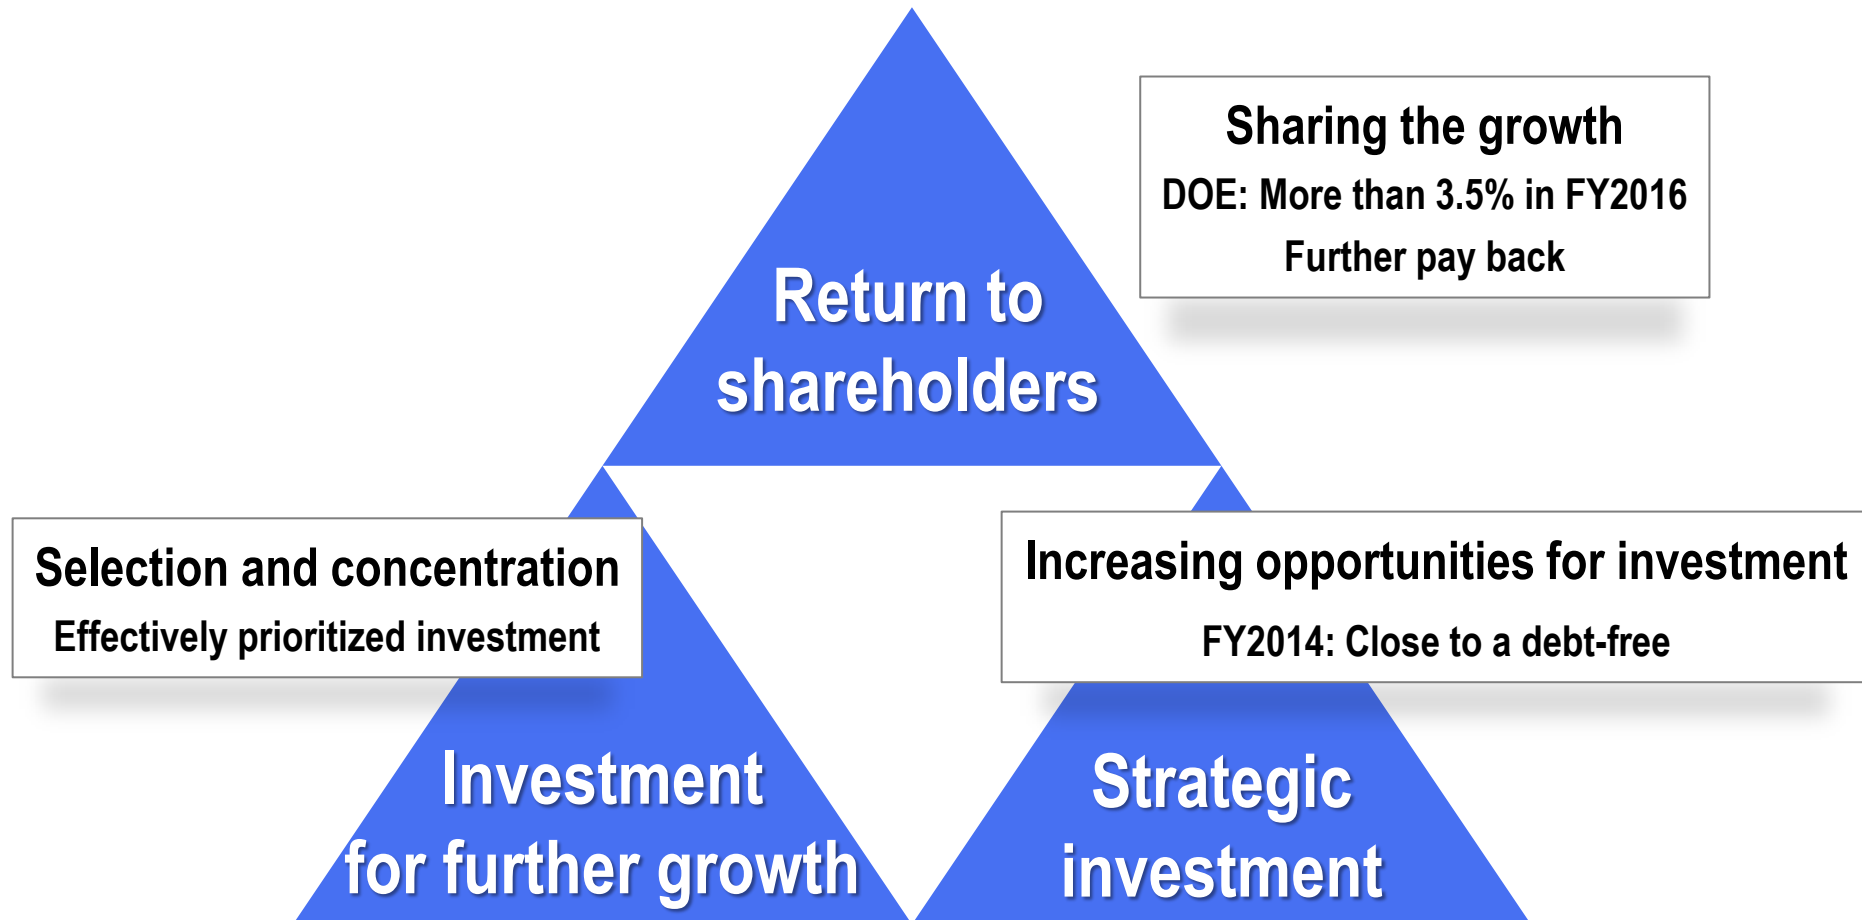 Sharing the growth
DOE: More than 3.5% in FY2016
Further pay back
Return to
shareholders
Selection and concentration
Effectively prioritized investment
Increasing opportunities for investment
FY2014: Close to a debt-free
Investment
for further growth
Strategic
investment